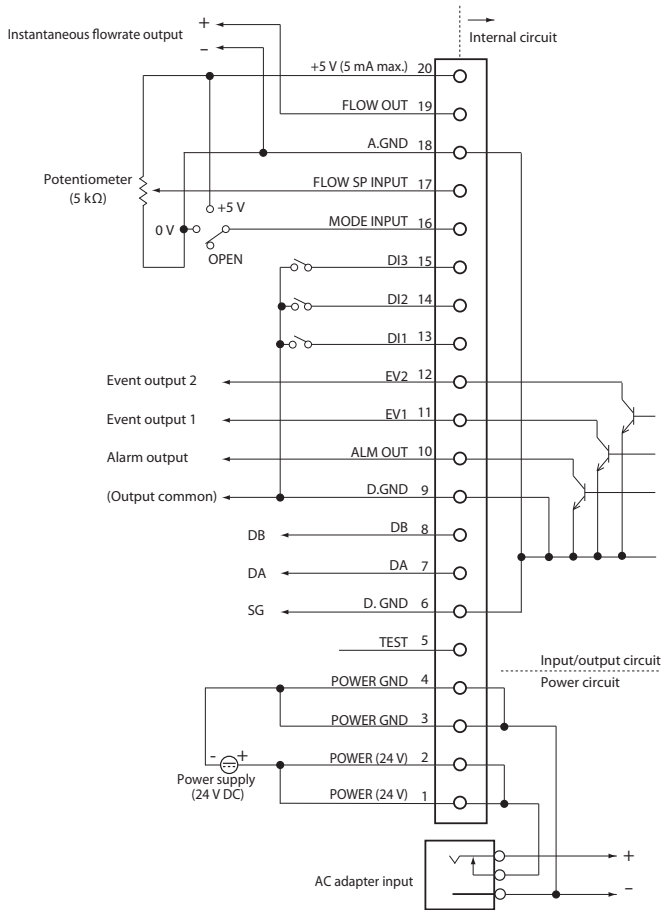 Instantaneous flowrate output
+
–
Internal circuit
+5 V (5 mA max.) 20
FLOW OUT 19
A.GND 18
Potentiometer
(5 kΩ)
FLOW SP INPUT 17
+5 V
0 V
OPEN
MODE INPUT 16
DI3 15
DI2 14
DI1 13
Event output 2
EV2 12
Event output 1
EV1 11
Alarm output
ALM OUT 10
(Output common)
D.GND 9
DB
DB 8
DA
DA 7
SG
D. GND 6
TEST 5
Input/output circuit
Power circuit
POWER GND 4
POWER GND 3
- +
Power supply
(24 V DC)
POWER (24 V) 2
POWER (24 V) 1
AC adapter input
+
–